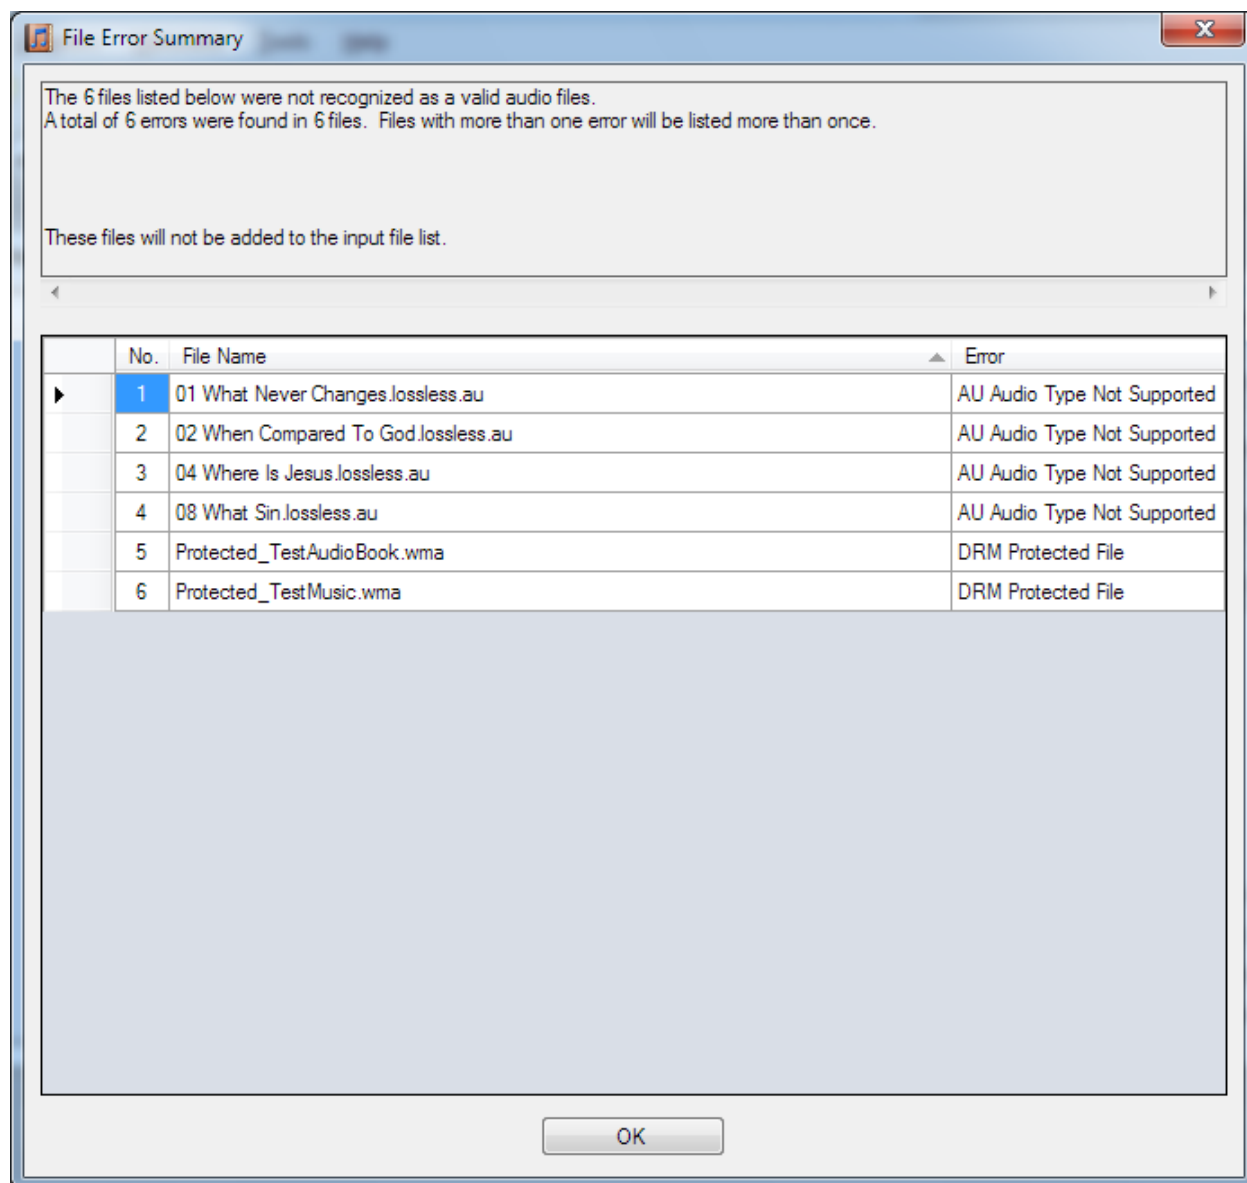 File Error Summary Tools Help
The 6 files listed below were not recognized as a valid audio files.
A total of 6 errors were found in 6 files.  Files with more than one error will be listed more than once.
These files will not be added to the input file list.
No. File Name Error
1 01 What Never Changes.lossless.au AU Audio Type Not Supported
2 02 When Compared To God.lossless.au AU Audio Type Not Supported
3 04 Where Is Jesus.lossless.au AU Audio Type Not Supported
4 08 What Sin.lossless.au AU Audio Type Not Supported
5 Protected_TestAudioBook.wma DRM Protected File
6 Protected_TestMusic.wma DRM Protected File
OK